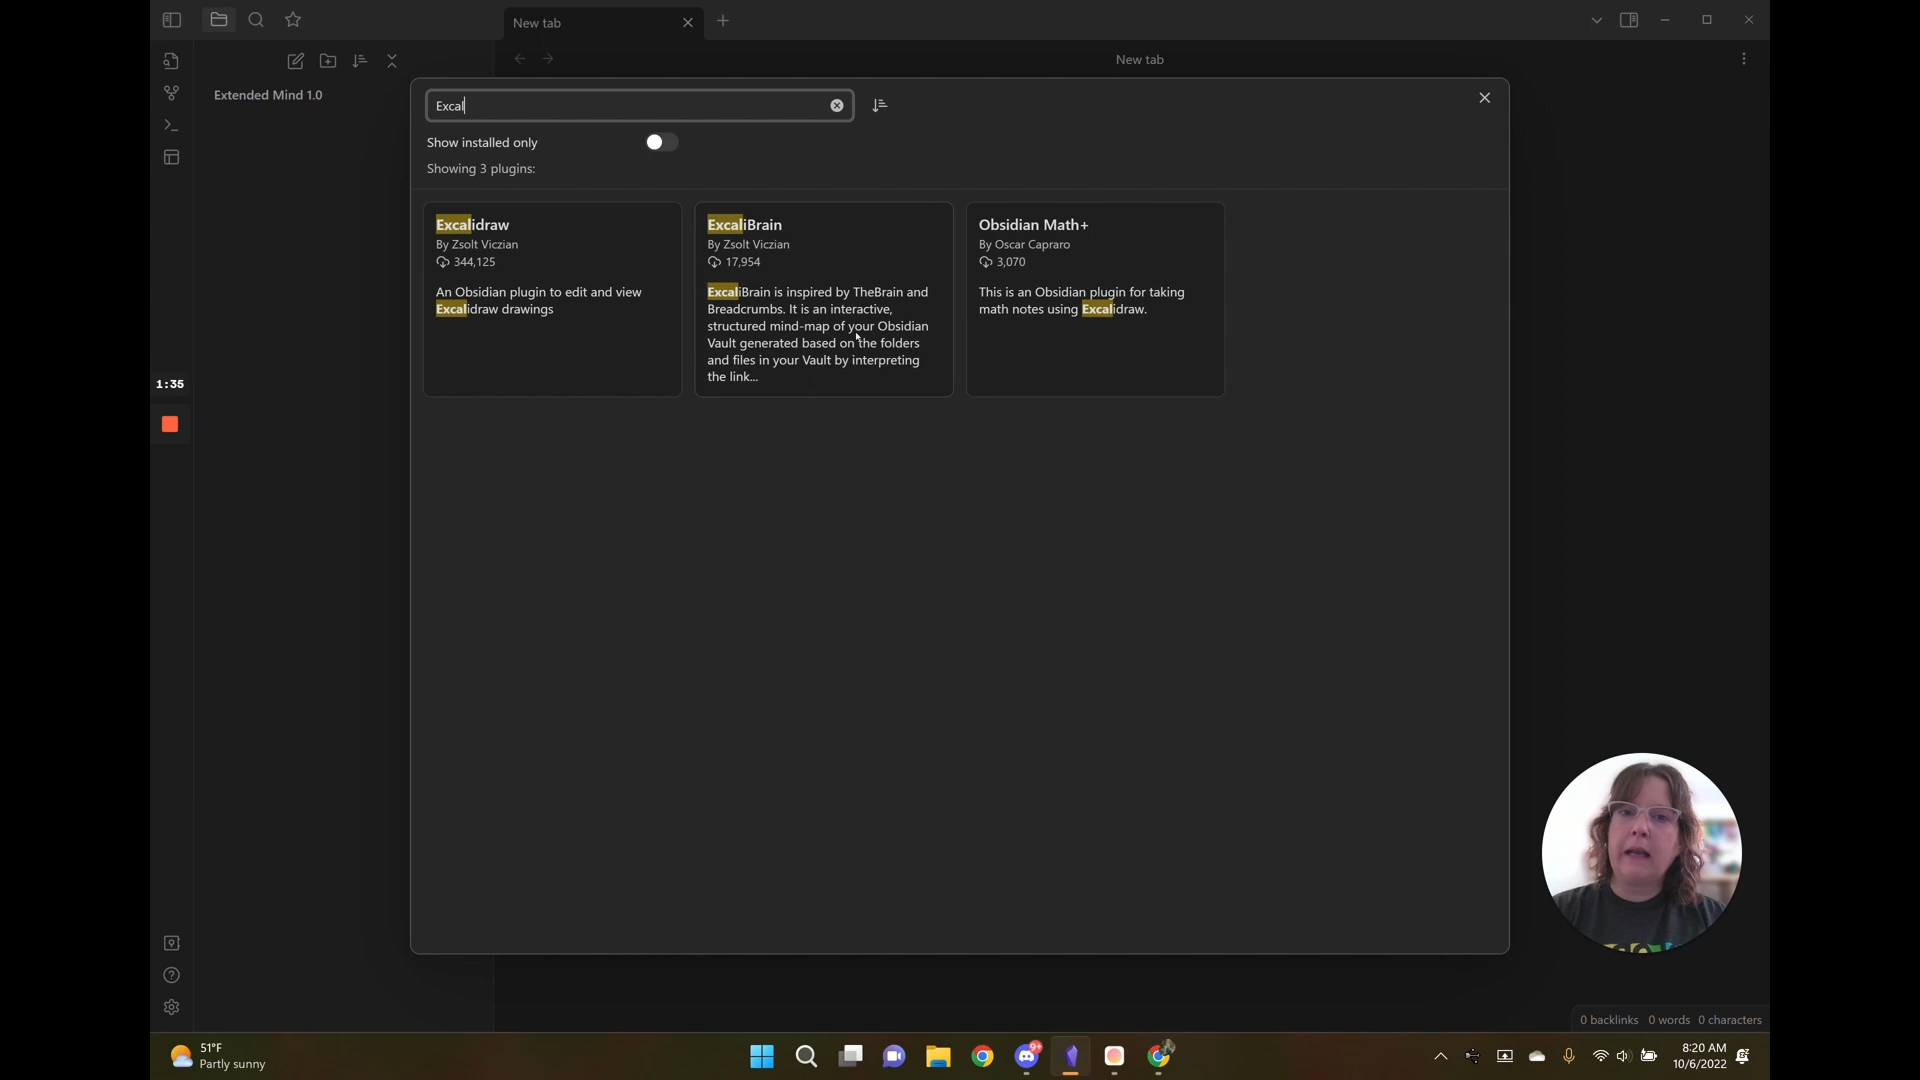 New tab
New tab
Extended Mind 1.0
Excal
Show installed only
Showing 3 plugins:
Excalidraw
By Zsolt Viczian
344,125
An Obsidian plugin to edit and view
Excalidraw drawings
ExcaliBrain
By Zsolt Viczian
17,954
ExcaliBrain is inspired by TheBrain and
Breadcrumbs. It is an interactive,
structured mind-map of your Obsidian
Vault generated based on the folders
and files in your Vault by interpreting
the link...
Obsidian Math+
By Oscar Capraro
3,070
This is an Obsidian plugin for taking
math notes using Excalidraw.
1:35
0 backlinks 0 words 0 characters
51°F
Partly sunny
9+
8:20 AM
10/6/2022